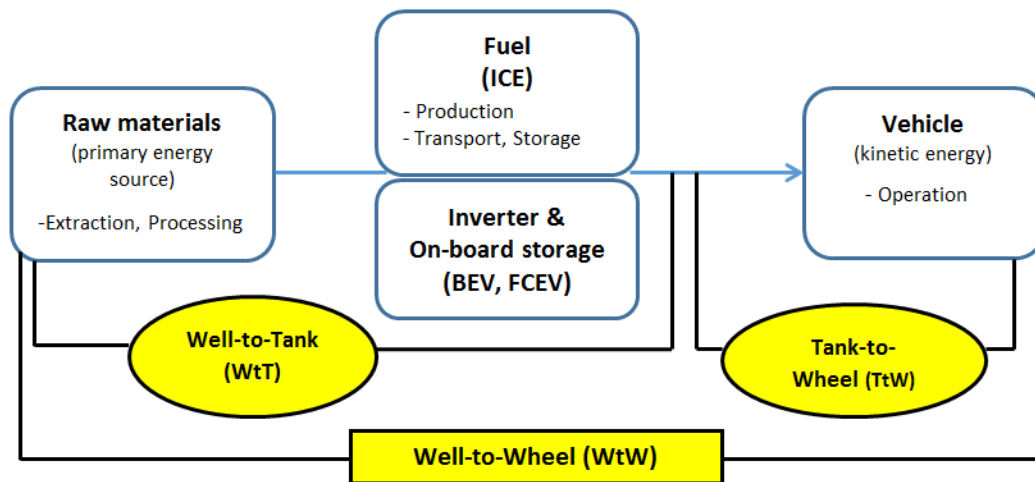 Raw materials
(primary energy
source)
-Extraction, Processing
Fuel
(ICE)
- Production
- Transport, Storage
Inverter &
On-board storage
(BEV, FCEV)
Vehicle
(kinetic energy)
- Operation
Well-to-Tank
(WtT)
Tank-to-
Wheel (TtW)
Well-to-Wheel (WtW)